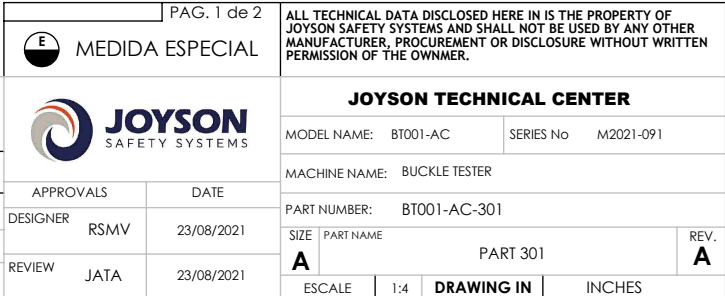 PAG. 1 de 2
E
MEDIDA ESPECIAL
ALL TECHNICAL DATA DISCLOSED HERE IN IS THE PROPERTY OF
JOYSON SAFETY SYSTEMS AND SHALL NOT BE USED BY ANY OTHER
MANUFACTURER, PROCUREMENT OR DISCLOSURE WITHOUT WRITTEN
PERMISSION OF THE OWNMER.
JOYSON
SAFETY SYSTEMS
JOYSON TECHNICAL CENTER
MODEL NAME: BT001-AC SERIES No M2021-091
MACHINE NAME: BUCKLE TESTER
PART NUMBER: BT001-AC-301
APPROVALS DATE
DESIGNER RSMV 23/08/2021
REVIEW JATA 23/08/2021
SIZE A
PART NAME PART 301
REV. A
ESCALE 1:4 DRAWING IN INCHES